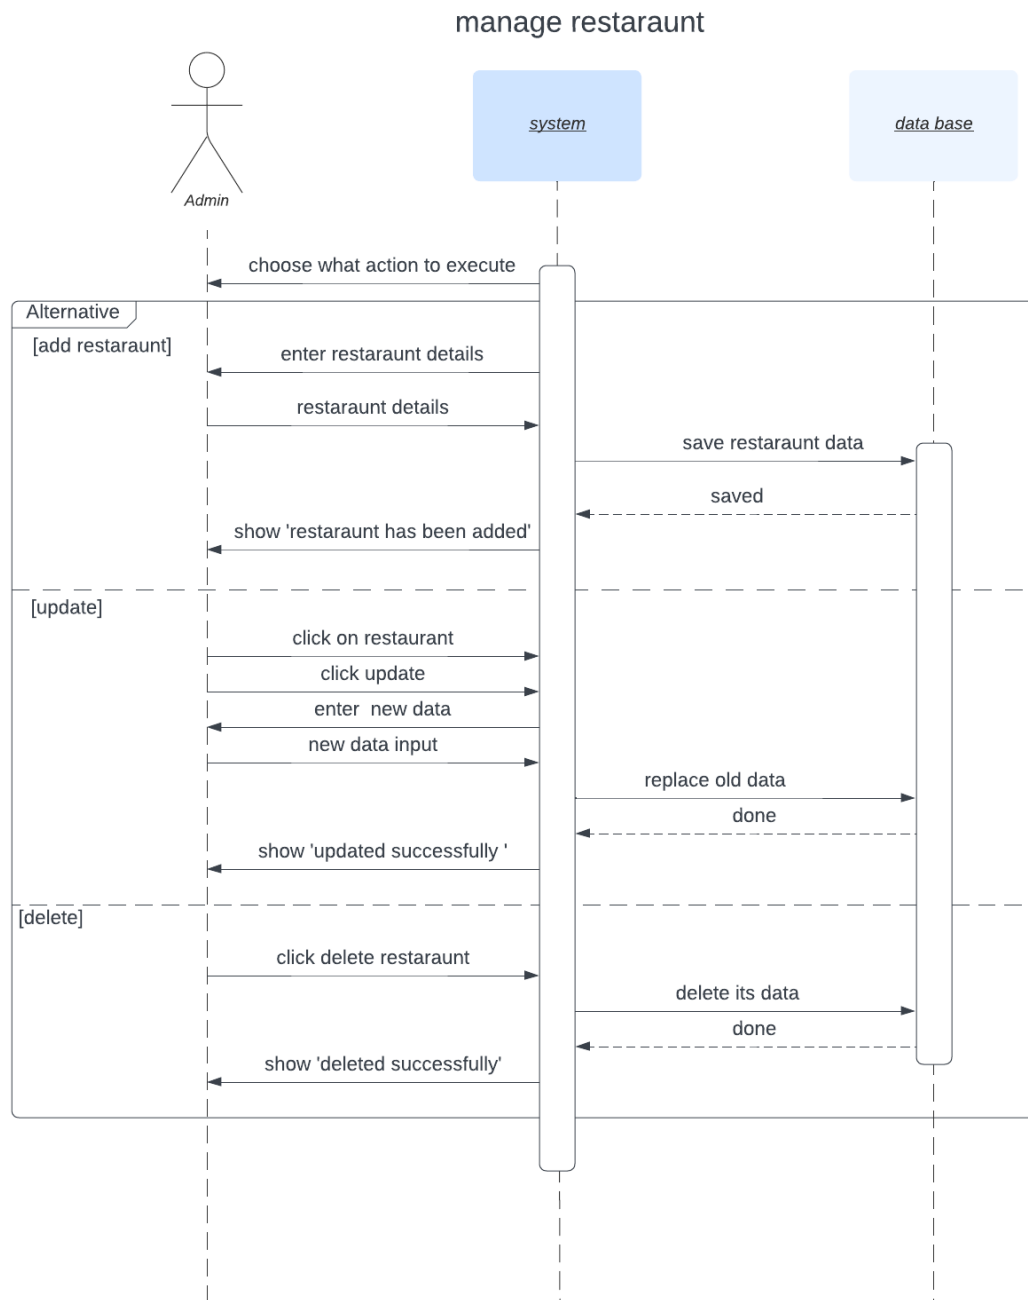 manage restaraunt
system
data base
Admin
choose what action to execute
Alternative
[add restaraunt]
enter restaraunt details
restaraunt details
save restaraunt data
saved
show 'restaraunt has been added'
[update]
click on restaurant
click update
enter  new data
new data input
replace old data
done
show 'updated successfully '
[delete]
click delete restaraunt
delete its data
done
show 'deleted successfully'